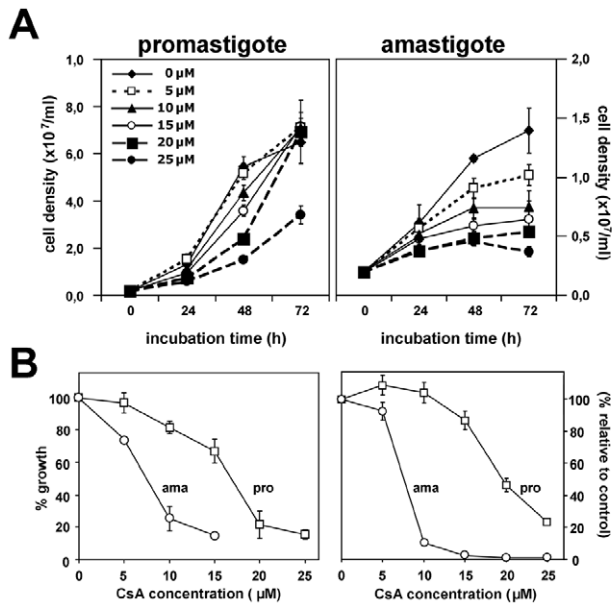 A
promastigote
amastigote
1,0
8,0
6,0
4,0
2,0
0,0
cell density (x10⁷/ml)
0 µM
5 µM
10 µM
15 µM
20 µM
25 µM
0 24 48 72
incubation time (h)
2,0
1,5
1,0
0,5
0,0
cell density (x10⁷/ml)
0 24 48 72
incubation time (h)
B
100
80
60
40
20
0
% growth
ama
pro
0 5 10 15 20 25
CsA concentration ( µM)
100
80
60
40
20
0
(% relative to control)
ama
pro
0 5 10 15 20 25
CsA concentration ( µM)